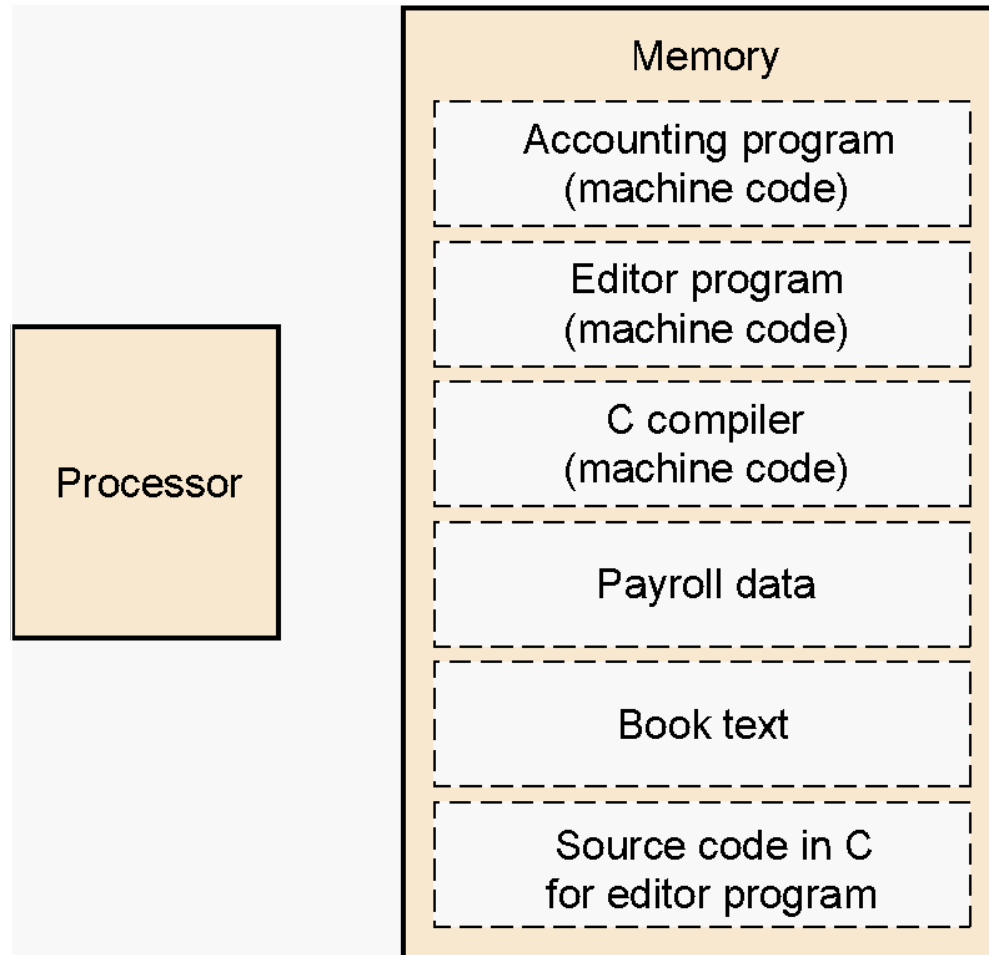 Memory
Accounting program
(machine code)
Editor program
(machine code)
C compiler
(machine code)
Processor
Payroll data
Book text
Source code in C
for editor program